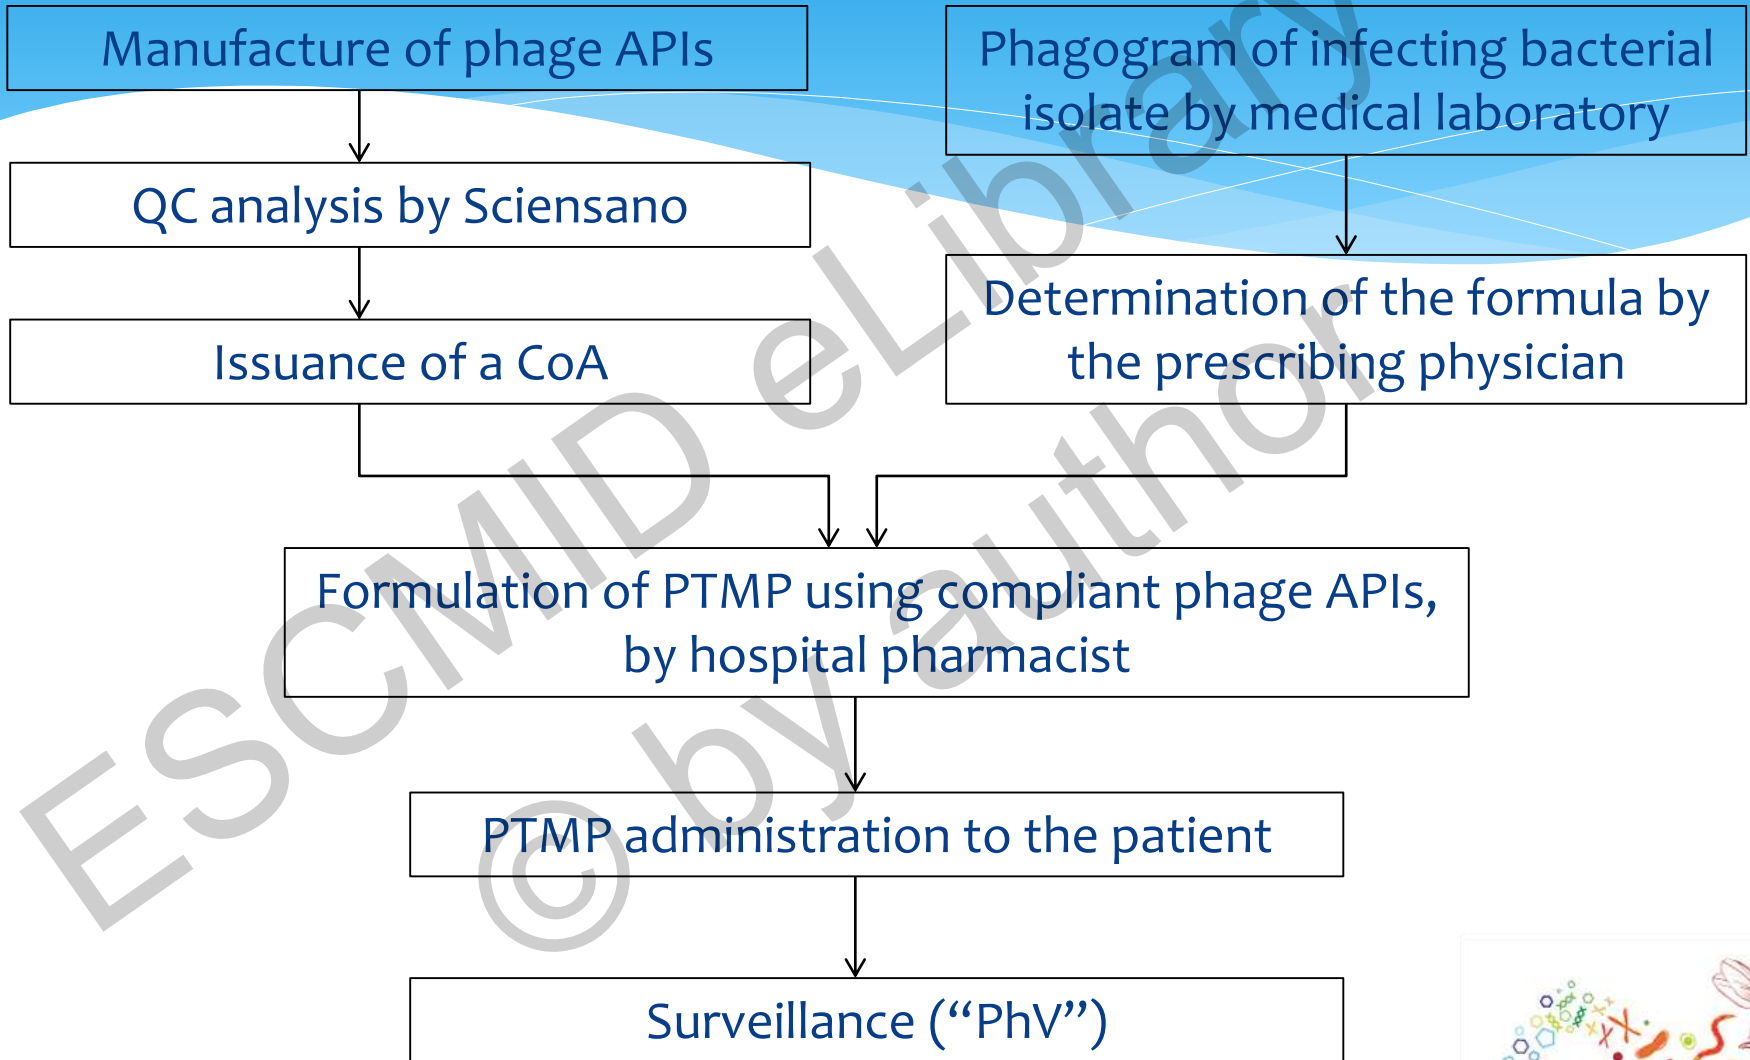 Manufacture of phage APIs
QC analysis by Sciensano
Issuance of a CoA
Phagogram of infecting bacterial
isolate by medical laboratory
Determination of the formula by
the prescribing physician
Formulation of PTMP using compliant phage APIs,
by hospital pharmacist
PTMP administration to the patient
Surveillance (“PhV”)
ESCMID eLibrary
© by author